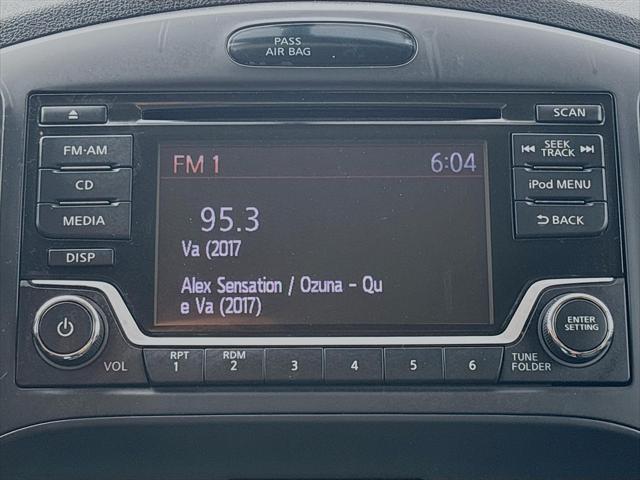 PASS
AIR BAG
SCAN
FM·AM
SEEK
TRACK
CD
iPod MENU
MEDIA
BACK
DISP
FM 1
6:04
95.3
Va (2017
Alex Sensation / Ozuna - Qu
e Va (2017)
VOL
RPT
1
RDM
2
3
4
5
6
TUNE
FOLDER
ENTER
SETTING